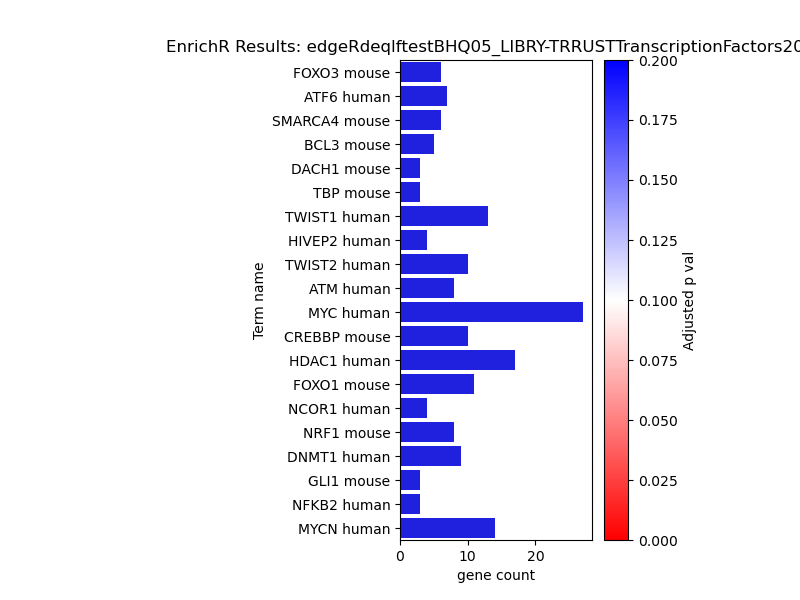 EnrichR Results: edgeRdeqlftestBHQ05_LIBRY-TRRUSTTranscriptionFactors20
FOXO3 mouse
ATF6 human
SMARCA4 mouse
BCL3 mouse
DACH1 mouse
TBP mouse
TWIST1 human
HIVEP2 human
TWIST2 human
ATM human
MYC human
CREBBP mouse
HDAC1 human
FOXO1 mouse
NCOR1 human
NRF1 mouse
DNMT1 human
GLI1 mouse
NFKB2 human
MYCN human
Term name
0 10 20
gene count
0.200
0.175
0.150
0.125
0.100
0.075
0.050
0.025
0.000
Adjusted p val